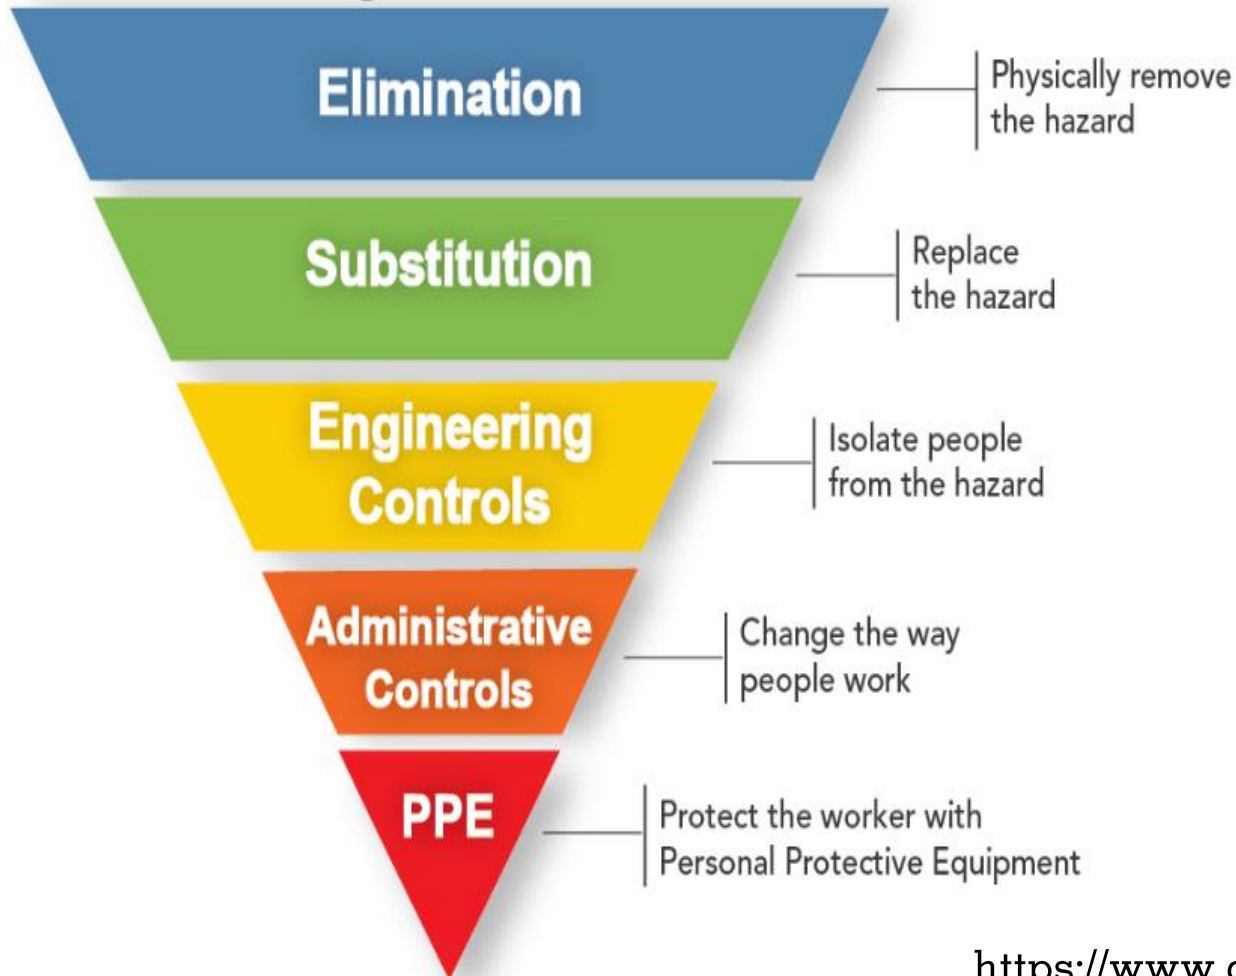 Elimination
Physically remove
the hazard
Substitution
Replace
the hazard
Engineering
Controls
Isolate people
from the hazard
Administrative
Controls
Change the way
people work
PPE
Protect the worker with
Personal Protective Equipment